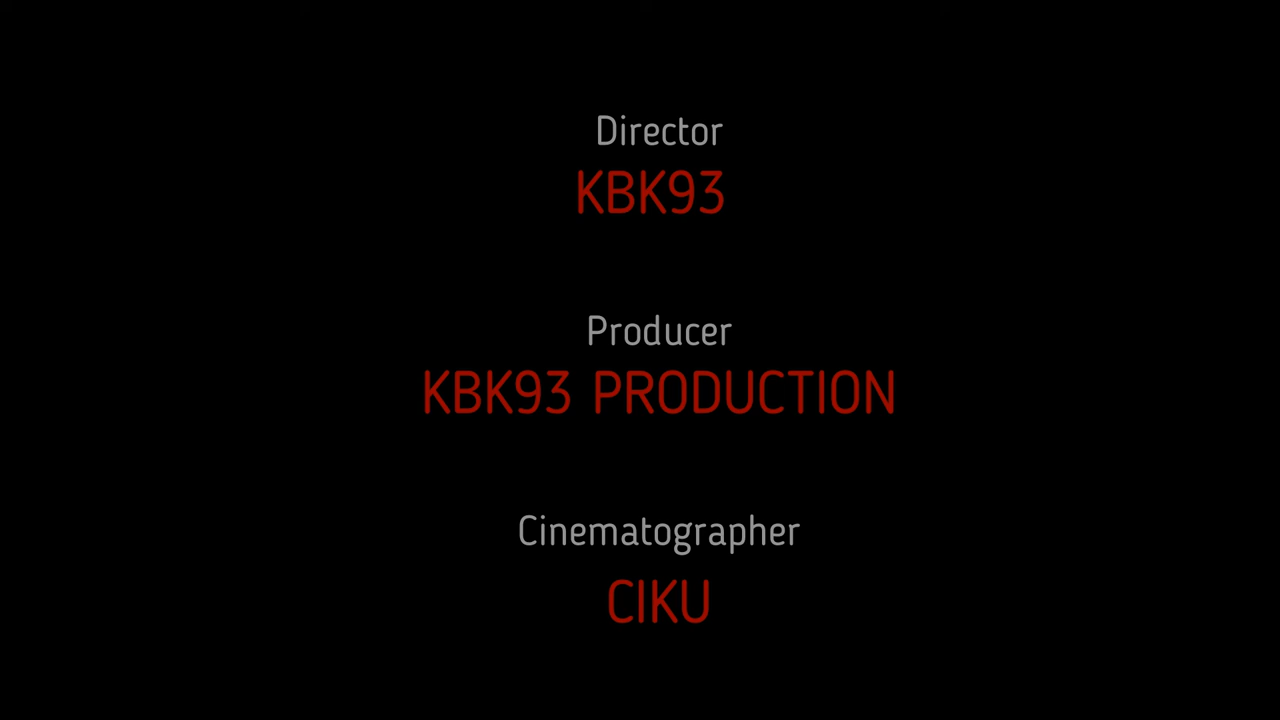 Director
KBK93
Producer
KBK93 PRODUCTION
Cinematographer
CIKU